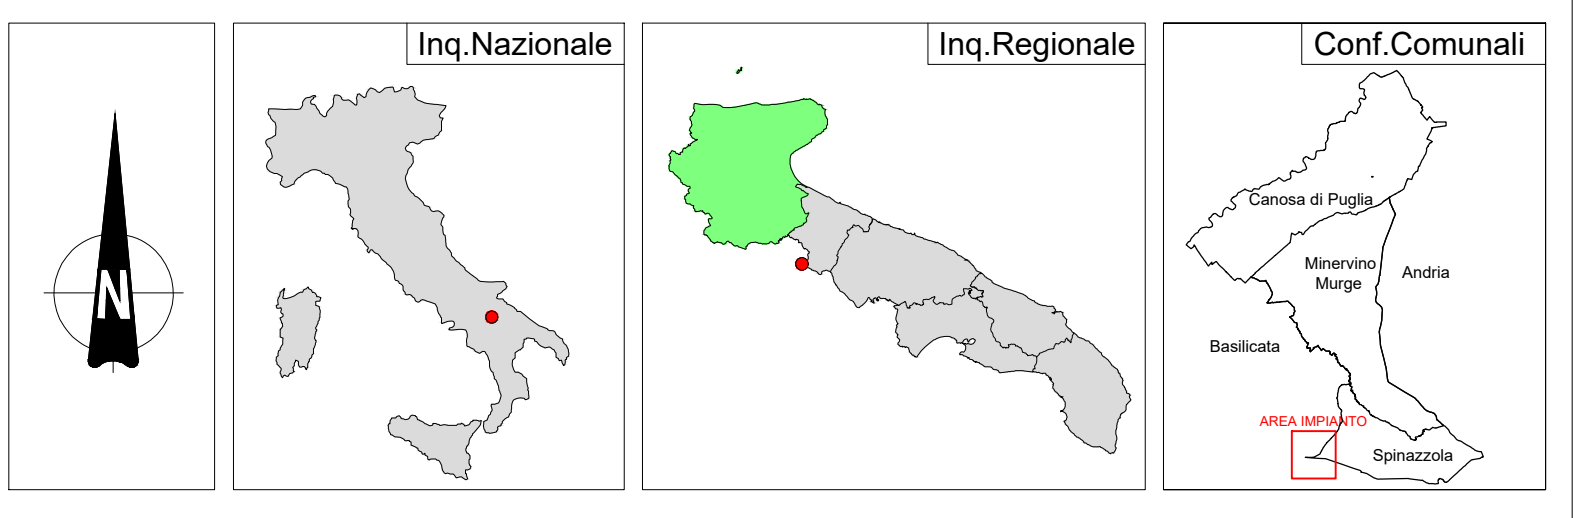 N
Inq.Nazionale
Inq.Regionale
Conf.Comunali
Canosa di Puglia
Minervino
Murge
Andria
Basilicata
AREA IMPIANTO
Spinazzola